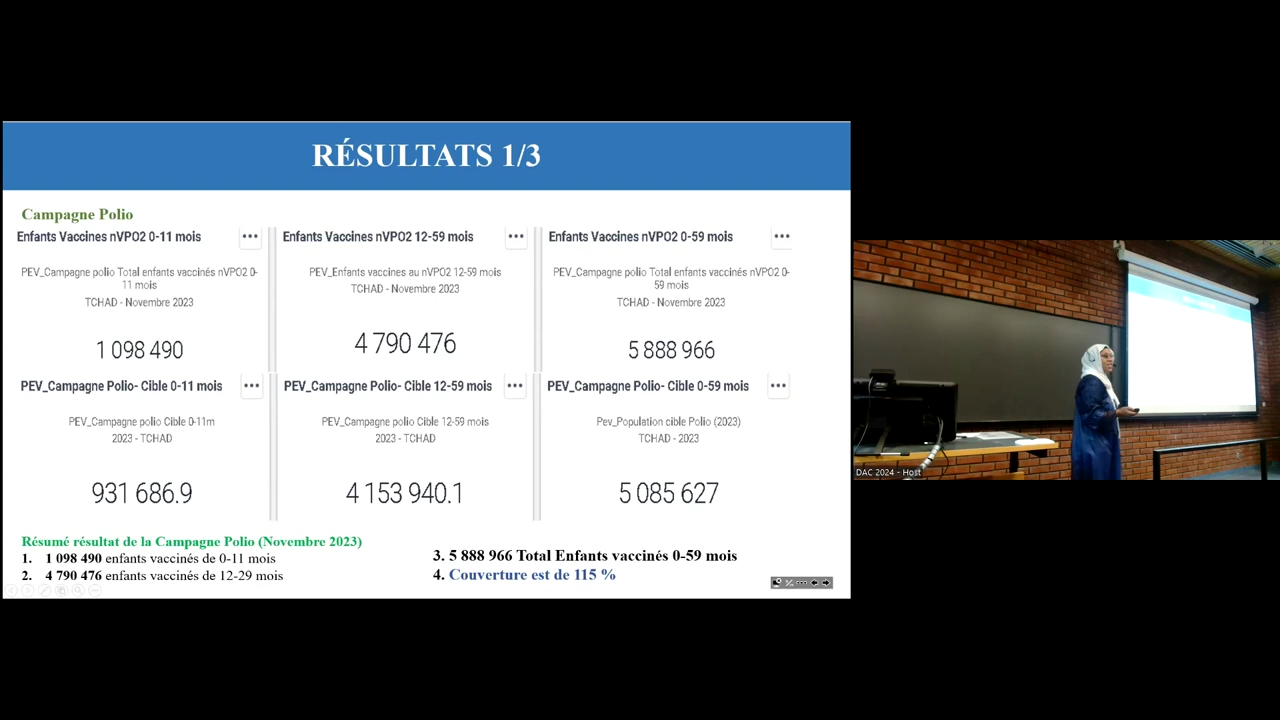 RÉSULTATS 1/3
Campagne Polio
Enfants Vaccines nVPO2 0-11 mois
PEV_Campagne polio Total enfants vaccinés nVPO2 0-
11 mois
TCHAD - Novembre 2023
1 098 490
Enfants Vaccines nVPO2 12-59 mois
PEV_Enfants vaccines au nVPO2 12-59 mois
TCHAD - Novembre 2023
4 790 476
Enfants Vaccines nVPO2 0-59 mois
PEV_Campagne polio Total enfants vaccinés nVPO2 0-
59 mois
TCHAD - Novembre 2023
5 888 966
PEV_Campagne Polio- Cible 0-11 mois
PEV_Campagne polio Cible 0-11m
2023 - TCHAD
931 686.9
PEV_Campagne Polio- Cible 12-59 mois
PEV_Campagne polio Cible 12-59 mois
2023 - TCHAD
4 153 940.1
PEV_Campagne Polio- Cible 0-59 mois
Pev_Population cible Polio (2023)
TCHAD - 2023
5 085 627
Résumé résultat de la Campagne Polio (Novembre 2023)
1. 1 098 490 enfants vaccinés de 0-11 mois
2. 4 790 476 enfants vaccinés de 12-29 mois
3. 5 888 966 Total Enfants vaccinés 0-59 mois
4. Couverture est de 115 %
DAC 2024 - Host